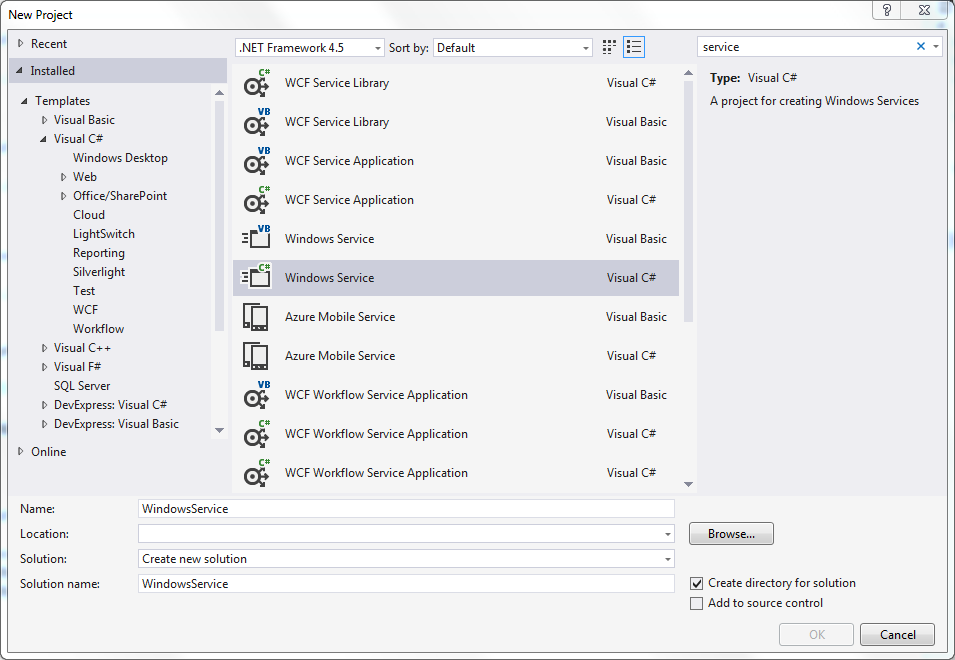 New Project
?
Recent
.NET Framework 4.5 Sort by: Default
service
Installed
Templates
Visual Basic
Visual C#
Windows Desktop
Web
Office/SharePoint
Cloud
LightSwitch
Reporting
Silverlight
Test
WCF
Workflow
Visual C++
Visual F#
SQL Server
DevExpress: Visual C#
DevExpress: Visual Basic
Online
C# WCF Service Library Visual C#
VB WCF Service Library Visual Basic
VB WCF Service Application Visual Basic
C# WCF Service Application Visual C#
VB Windows Service Visual Basic
C# Windows Service Visual C#
Azure Mobile Service Visual Basic
Azure Mobile Service Visual C#
VB WCF Workflow Service Application Visual Basic
C# WCF Workflow Service Application Visual C#
C# WCF Workflow Service Application Visual C#
Type: Visual C#
A project for creating Windows Services
Name: WindowsService
Location: Browse...
Solution: Create new solution
Solution name: WindowsService
Create directory for solution
Add to source control
OK Cancel